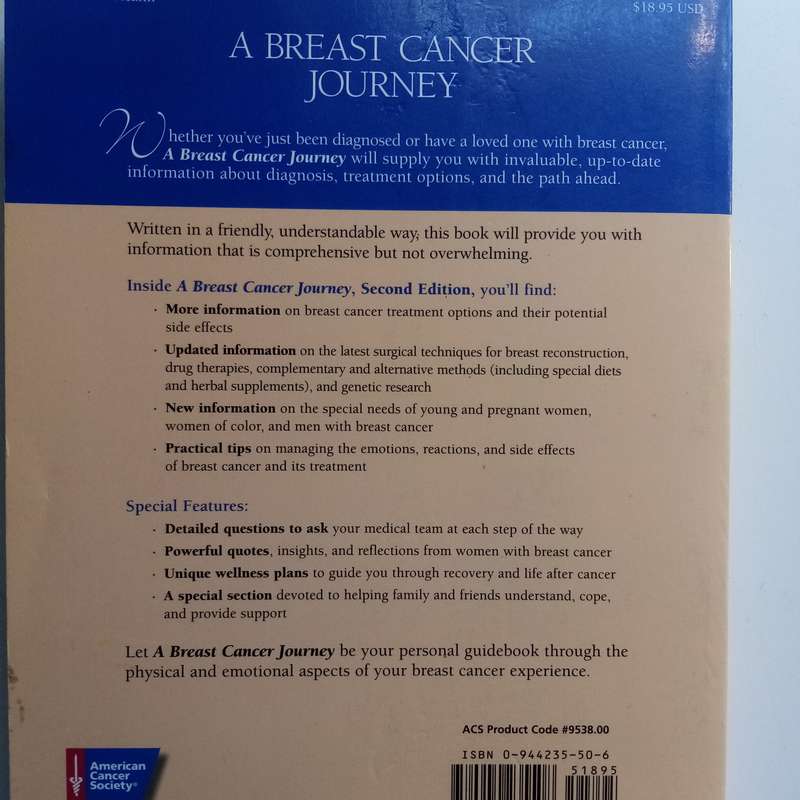 $18.95 USD
A BREAST CANCER
JOURNEY
Whether you've just been diagnosed or have a loved one with breast cancer,
A Breast Cancer Journey will supply you with invaluable, up-to-date
information about diagnosis, treatment options, and the path ahead.
Written in a friendly, understandable way, this book will provide you with
information that is comprehensive but not overwhelming.
Inside A Breast Cancer Journey, Second Edition, you'll find:
· More information on breast cancer treatment options and their potential
side effects
· Updated information on the latest surgical techniques for breast reconstruction,
drug therapies, complementary and alternative methods (including special diets
and herbal supplements), and genetic research
· New information on the special needs of young and pregnant women,
women of color, and men with breast cancer
· Practical tips on managing the emotions, reactions, and side effects
of breast cancer and its treatment
Special Features:
· Detailed questions to ask your medical team at each step of the way
· Powerful quotes, insights, and reflections from women with breast cancer
· Unique wellness plans to guide you through recovery and life after cancer
· A special section devoted to helping family and friends understand, cope,
and provide support
Let A Breast Cancer Journey be your personal guidebook through the
physical and emotional aspects of your breast cancer experience.
ACS Product Code #9538.00
ISBN 0-944235-50-6
51895
American
Cancer
Society®